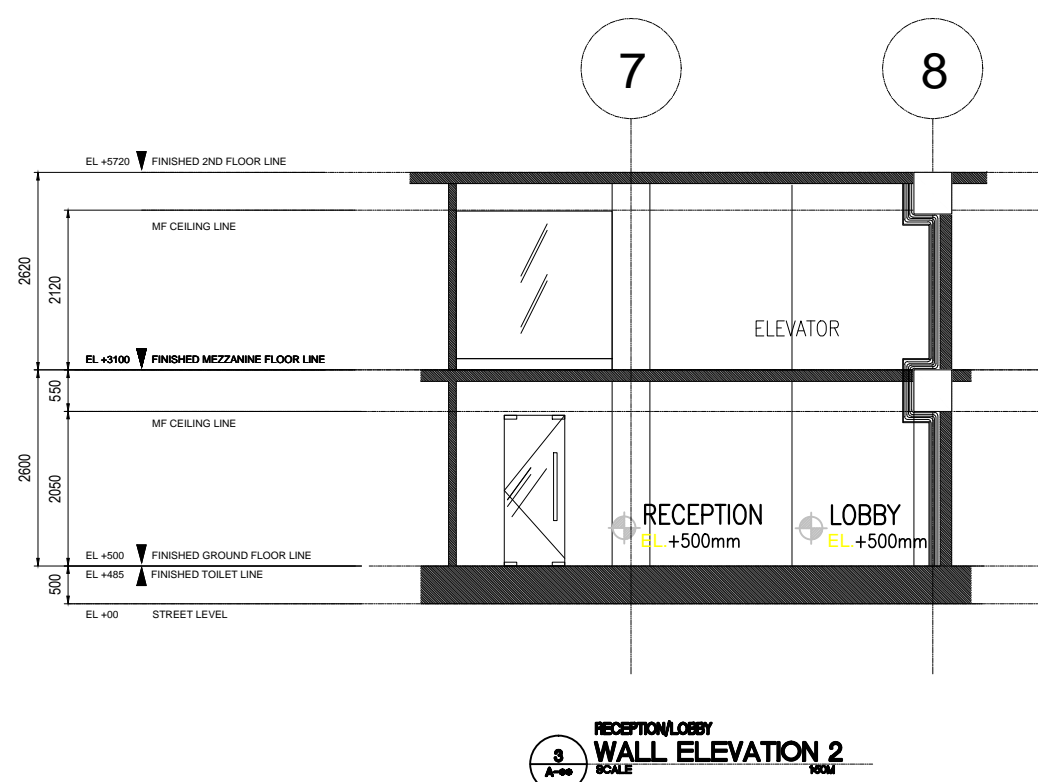 7
8
EL +5720 FINISHED 2ND FLOOR LINE
MF CEILING LINE
2620
2120
ELEVATOR
EL +3100 FINISHED MEZZANINE FLOOR LINE
550
MF CEILING LINE
2600
2050
RECEPTION
EL.+500mm
LOBBY
EL.+500mm
EL +500 FINISHED GROUND FLOOR LINE
EL +485 FINISHED TOILET LINE
500
EL +00 STREET LEVEL
RECEPTION/LOBBY
3
WALL ELEVATION 2
SCALE